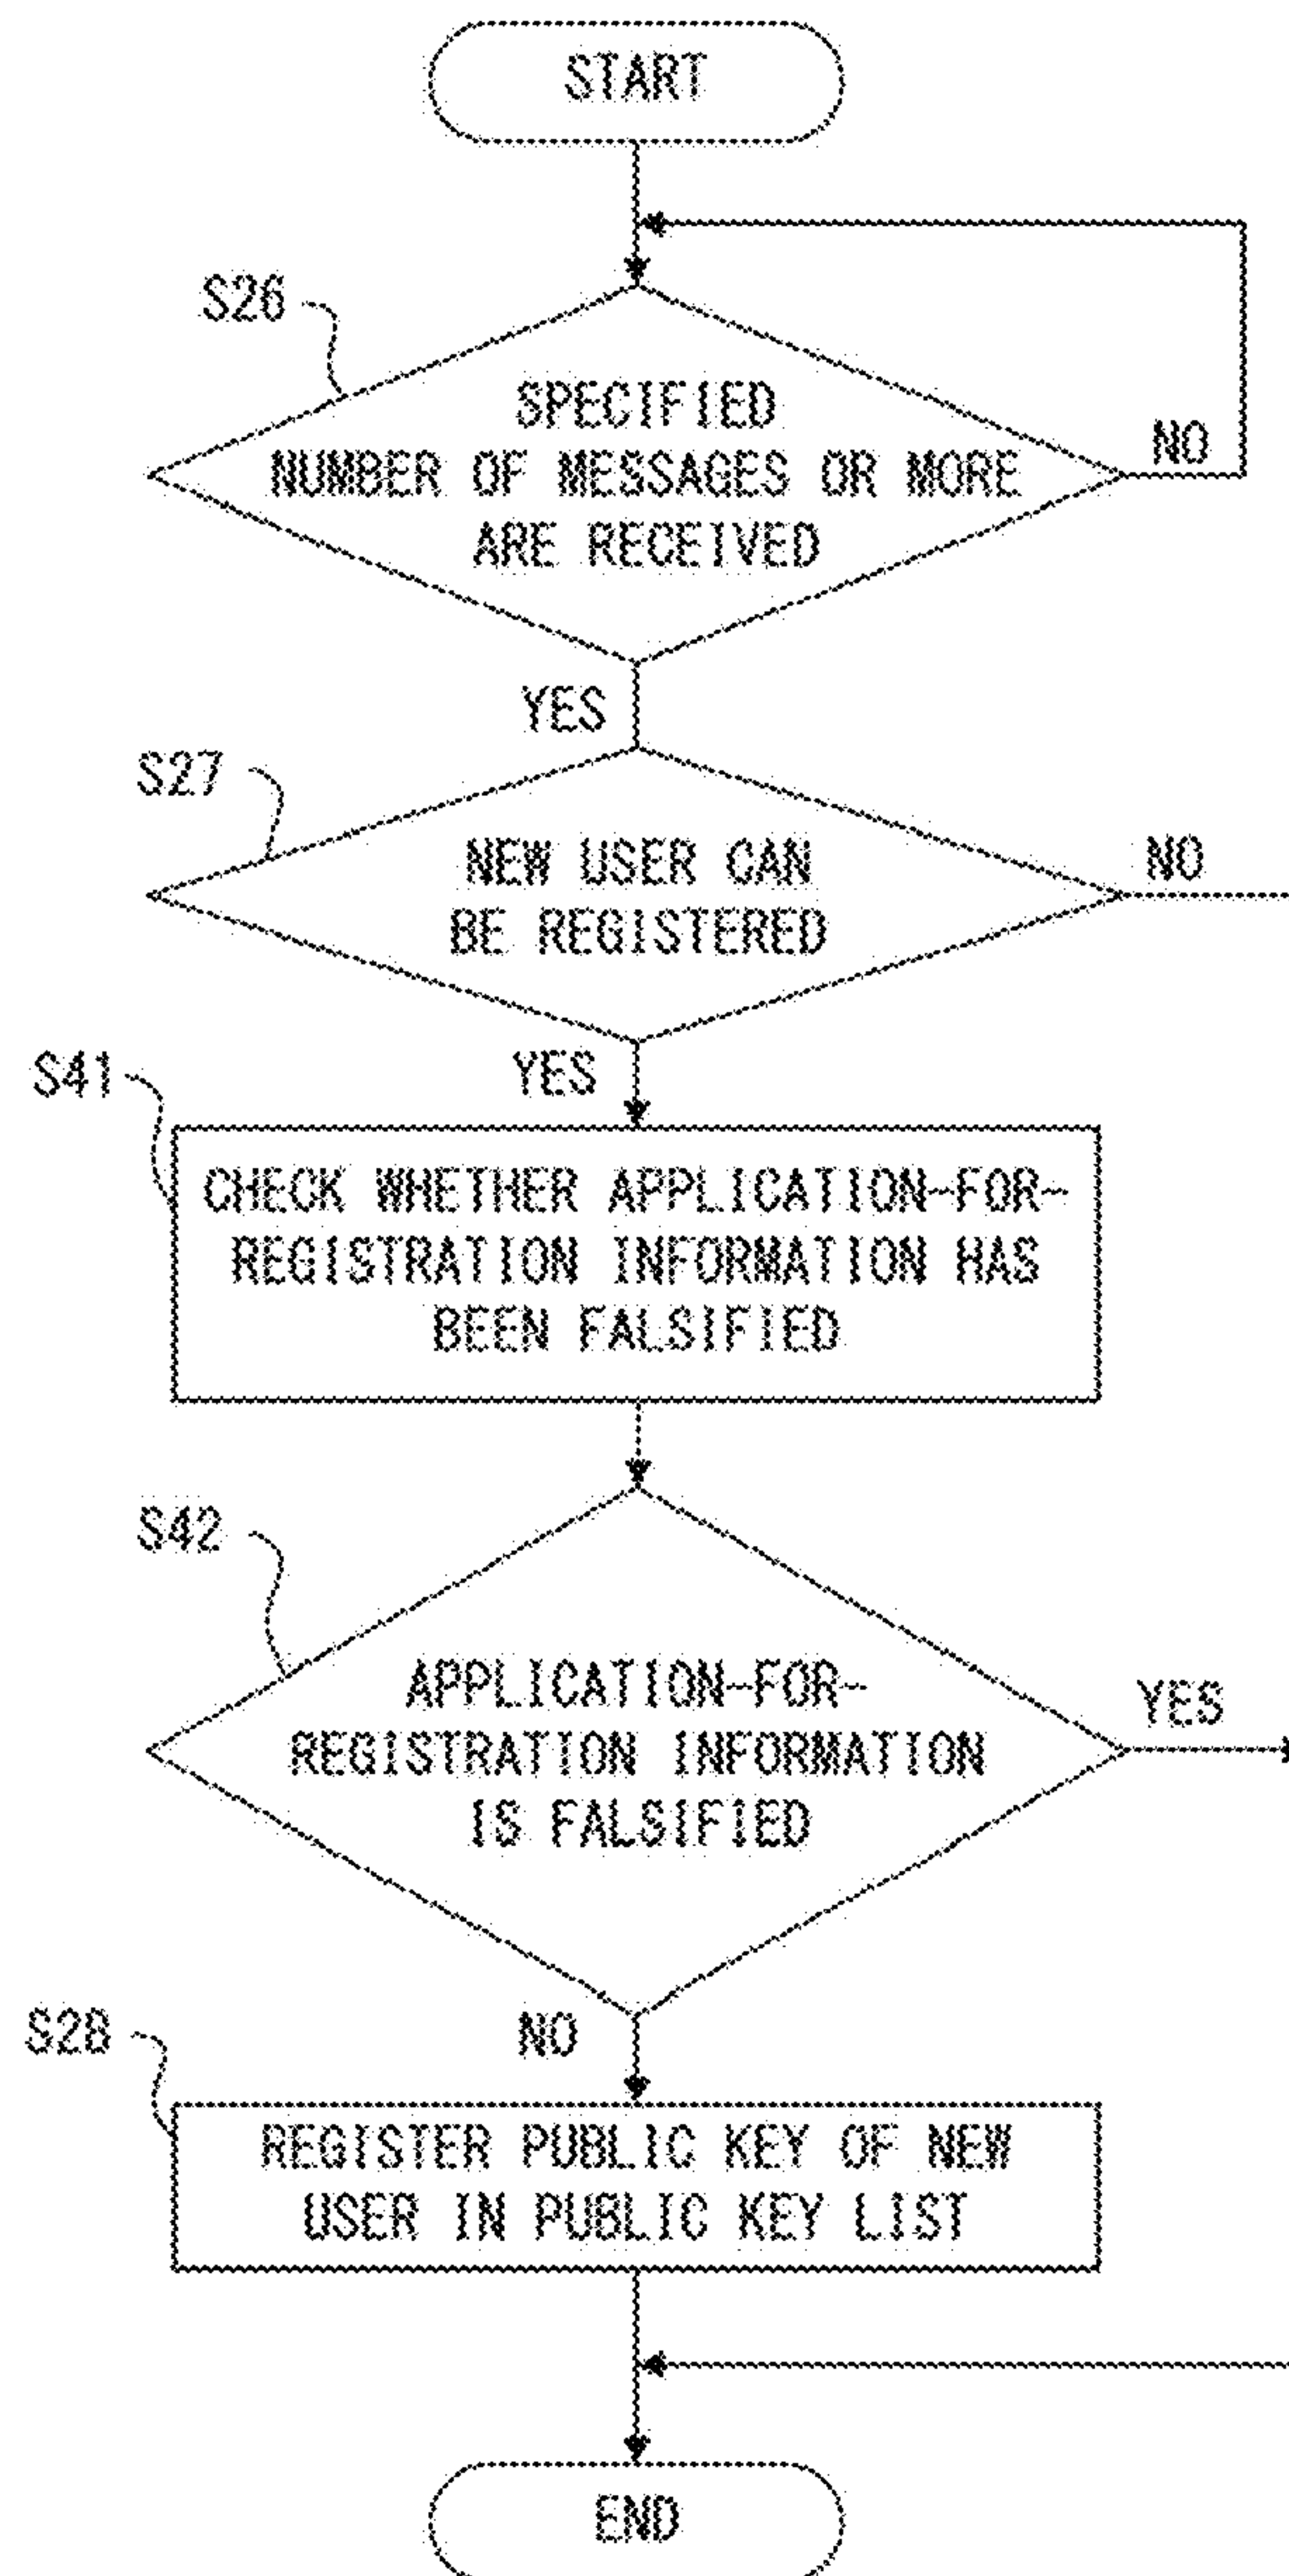 START
S26
SPECIFIED
NUMBER OF MESSAGES OR MORE
ARE RECEIVED
NO
YES
S27
NEW USER CAN
BE REGISTERED
NO
YES
S41
CHECK WHETHER APPLICATION-FOR-
REGISTRATION INFORMATION HAS
BEEN FALSIFIED
S42
APPLICATION-FOR-
REGISTRATION INFORMATION
IS FALSIFIED
YES
NO
S28
REGISTER PUBLIC KEY OF NEW
USER IN PUBLIC KEY LIST
END